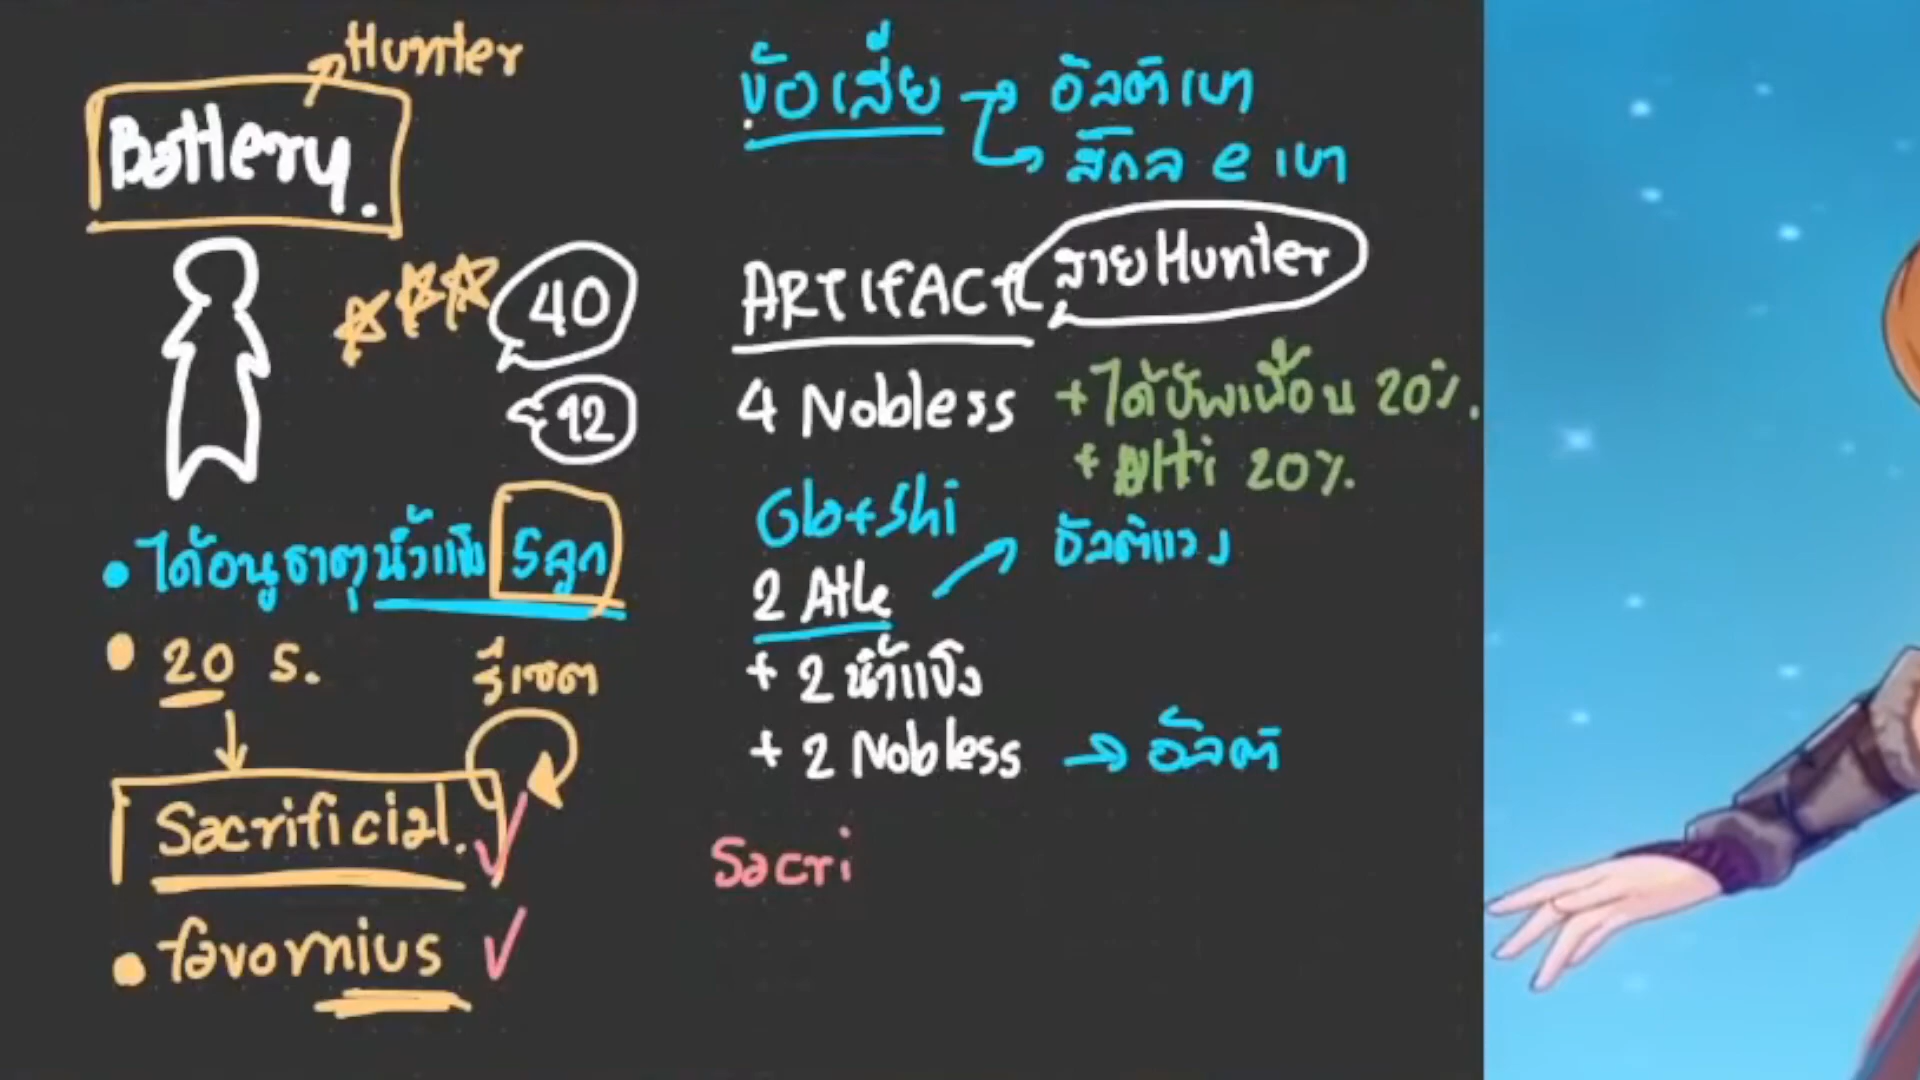 Hunter
Battery.
40
12
• ได้อนูธาตุน้ำแข็ง 5ลูก
• 20 s.
รีเซต
Sacrificial.
• favornius
ข้อเสีย → อัลติเบา
สกิล e เบา
ARTIFACT สายHunter
4 Nobless + ได้บัพเพื่อน 20%.
+ Ulti 20%.
Gla+Shi
2 Atk → อัลติแรง
+ 2 น้ำแข็ง
+ 2 Nobless → อัลติ
Sacri